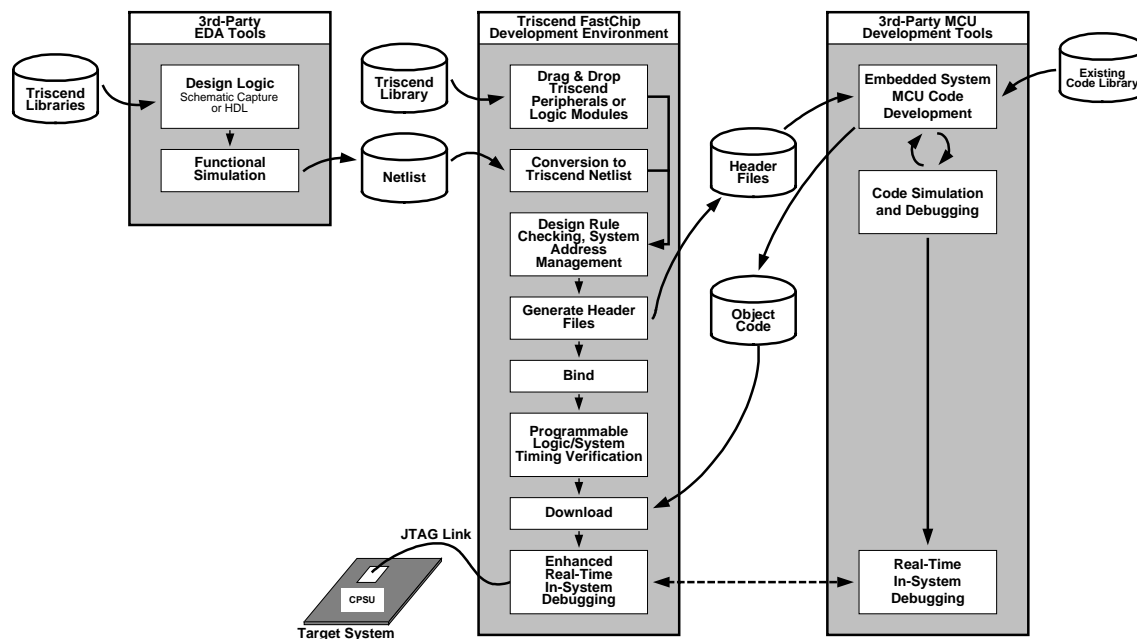 3rd-Party
EDA Tools
Triscend
Libraries
Design Logic
Schematic Capture
or HDL
Functional
Simulation
Netlist
Triscend FastChip
Development Environment
Triscend
Library
Drag & Drop
Triscend
Peripherals or
Logic Modules
Conversion to
Triscend Netlist
Design Rule
Checking, System
Address
Management
Generate Header
Files
Bind
Programmable
Logic/System
Timing Verification
Download
Enhanced
Real-Time
In-System
Debugging
JTAG Link
CPSU
Target System
Header
Files
Object
Code
3rd-Party MCU
Development Tools
Embedded System
MCU Code
Development
Existing
Code Library
Code Simulation
and Debugging
Real-Time
In-System
Debugging